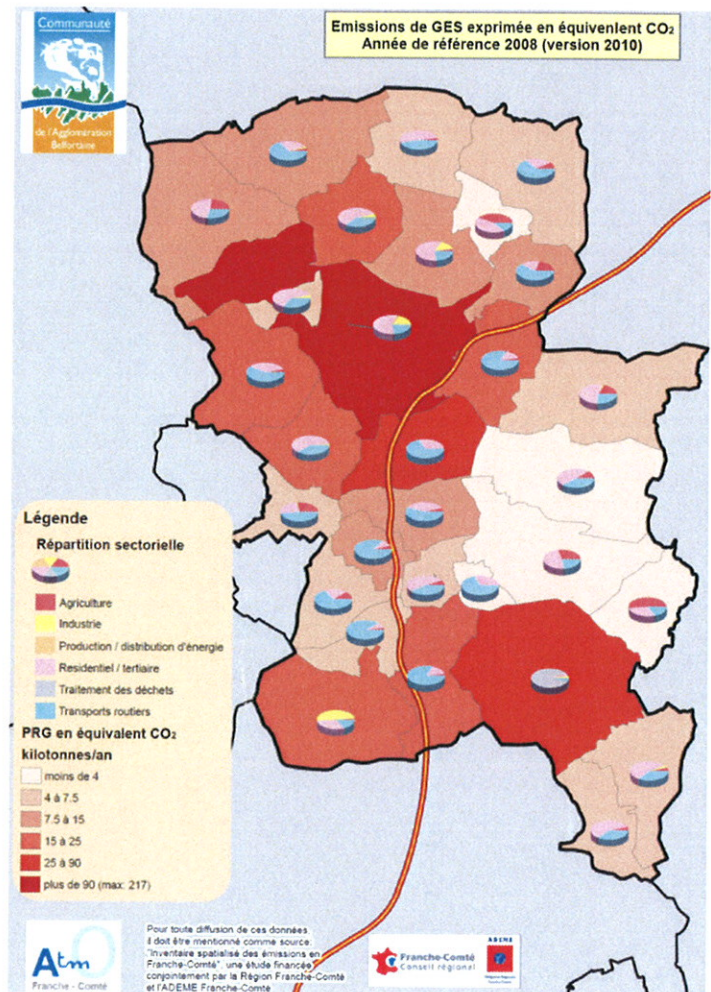 Communauté
de l'Agglomération
Belfortaine
Emissions de GES exprimée en équivenlent CO₂
Année de référence 2008 (version 2010)
Légende
Répartition sectorielle
Agriculture
Industrie
Production / distribution d'énergie
Residentiel / tertiaire
Traitement des déchets
Transports routiers
PRG en équivalent CO₂
kilotonnes/an
moins de 4
4 à 7.5
7.5 à 15
15 à 25
25 à 90
plus de 90 (max: 217)
Atmo
Franche - Comté
Pour toute diffusion de ces données
il doit être mentionné comme source:
"Inventaire spatialisé des émissions en
Franche-Comté", une étude financée
conjointement par la Région Franche-Comté
et l'ADEME Franche-Comté
Franche-Comté
Conseil régional
ADEME